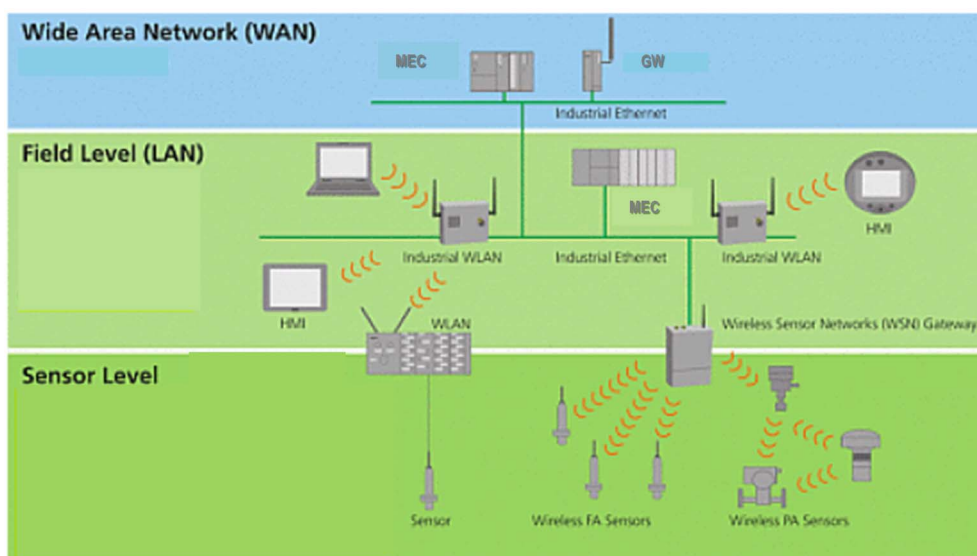 Wide Area Network (WAN)
MEC
GW
Industrial Ethernet
Field Level (LAN)
MEC
HMI
Industrial WLAN
Industrial Ethernet
Industrial WLAN
HMI
WLAN
Wireless Sensor Networks (WSN) Gateway
Sensor Level
Sensor
Wireless FA Sensors
Wireless PA Sensors